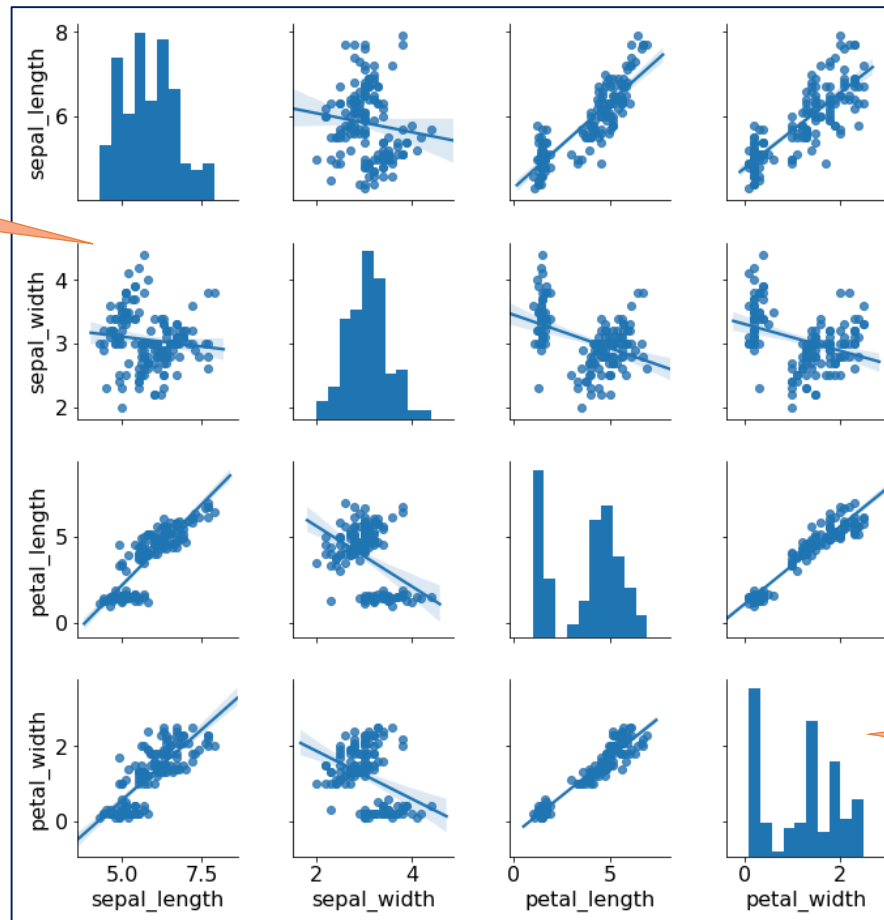 8
6
sepal_length
4
3
2
sepal_width
5
0
petal_length
2
0
petal_width
5.0 7.5
sepal_length
2 4
sepal_width
0 5
petal_length
0 2
petal_width